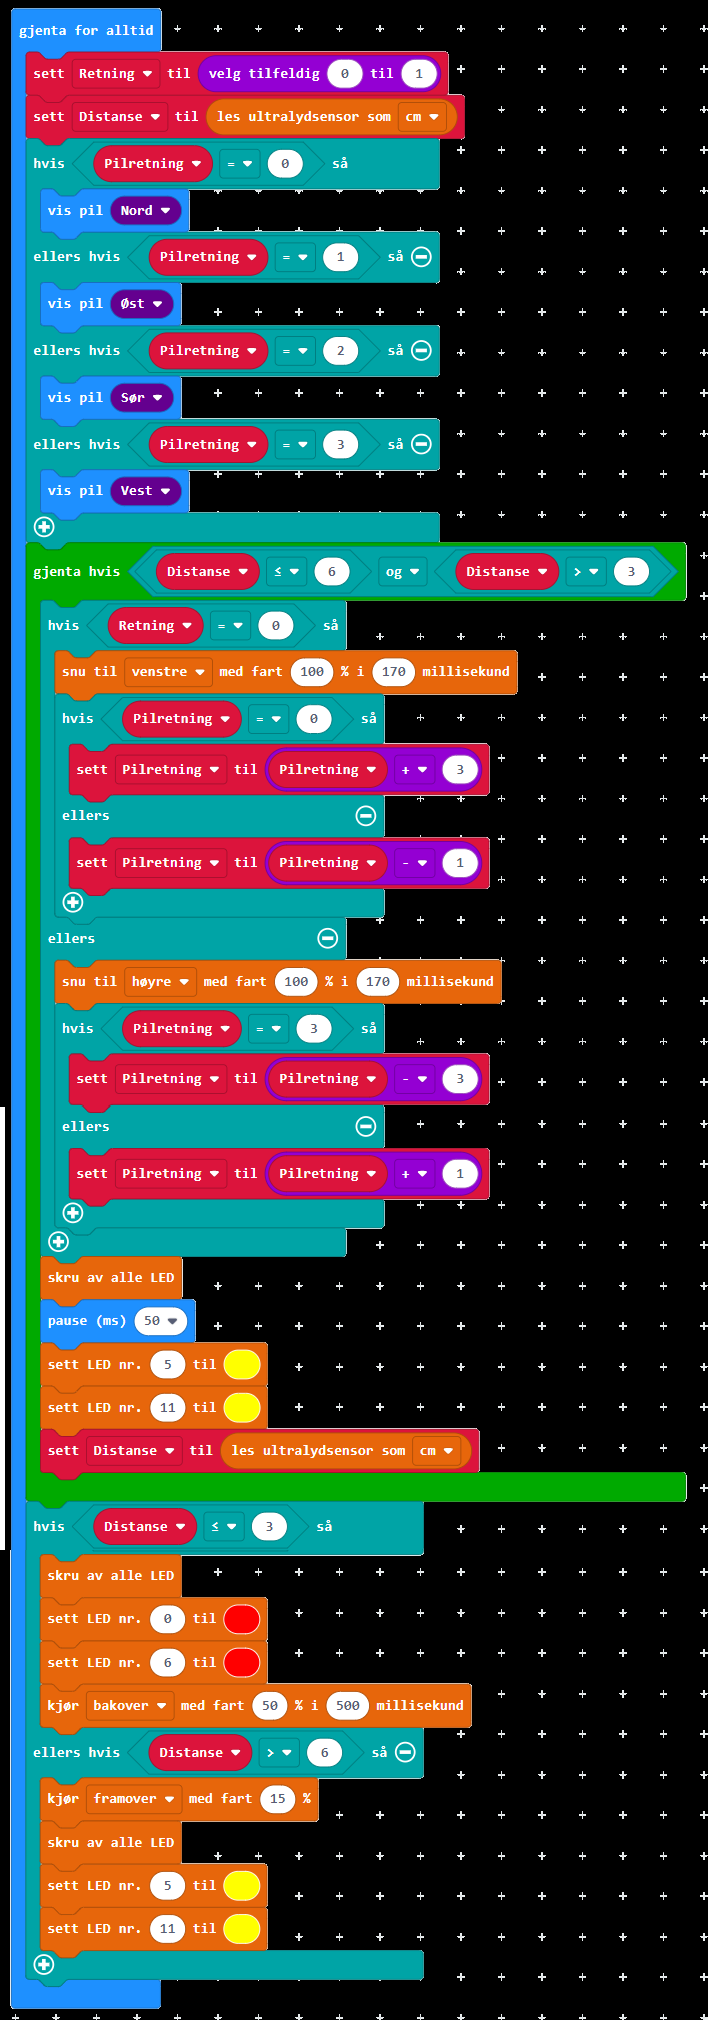 gjenta for alltid
sett Retning til velg tilfeldig 0 til 1
sett Distanse til les ultralydsensor som cm
hvis Pilretning = 0 så
vis pil Nord
ellers hvis Pilretning = 1 så
vis pil Øst
ellers hvis Pilretning = 2 så
vis pil Sør
ellers hvis Pilretning = 3 så
vis pil Vest
gjenta hvis Distanse ≤ 6 og Distanse > 3
hvis Retning = 0 så
snu til venstre med fart 100 % i 170 millisekund
hvis Pilretning = 0 så
sett Pilretning til Pilretning + 3
ellers
sett Pilretning til Pilretning - 1
ellers
snu til høyre med fart 100 % i 170 millisekund
hvis Pilretning = 3 så
sett Pilretning til Pilretning - 3
ellers
sett Pilretning til Pilretning + 1
skru av alle LED
pause (ms) 50
sett LED nr. 5 til
sett LED nr. 11 til
sett Distanse til les ultralydsensor som cm
hvis Distanse ≤ 3 så
skru av alle LED
sett LED nr. 0 til
sett LED nr. 6 til
kjør bakover med fart 50 % i 500 millisekund
ellers hvis Distanse > 6 så
kjør framover med fart 15 %
skru av alle LED
sett LED nr. 5 til
sett LED nr. 11 til